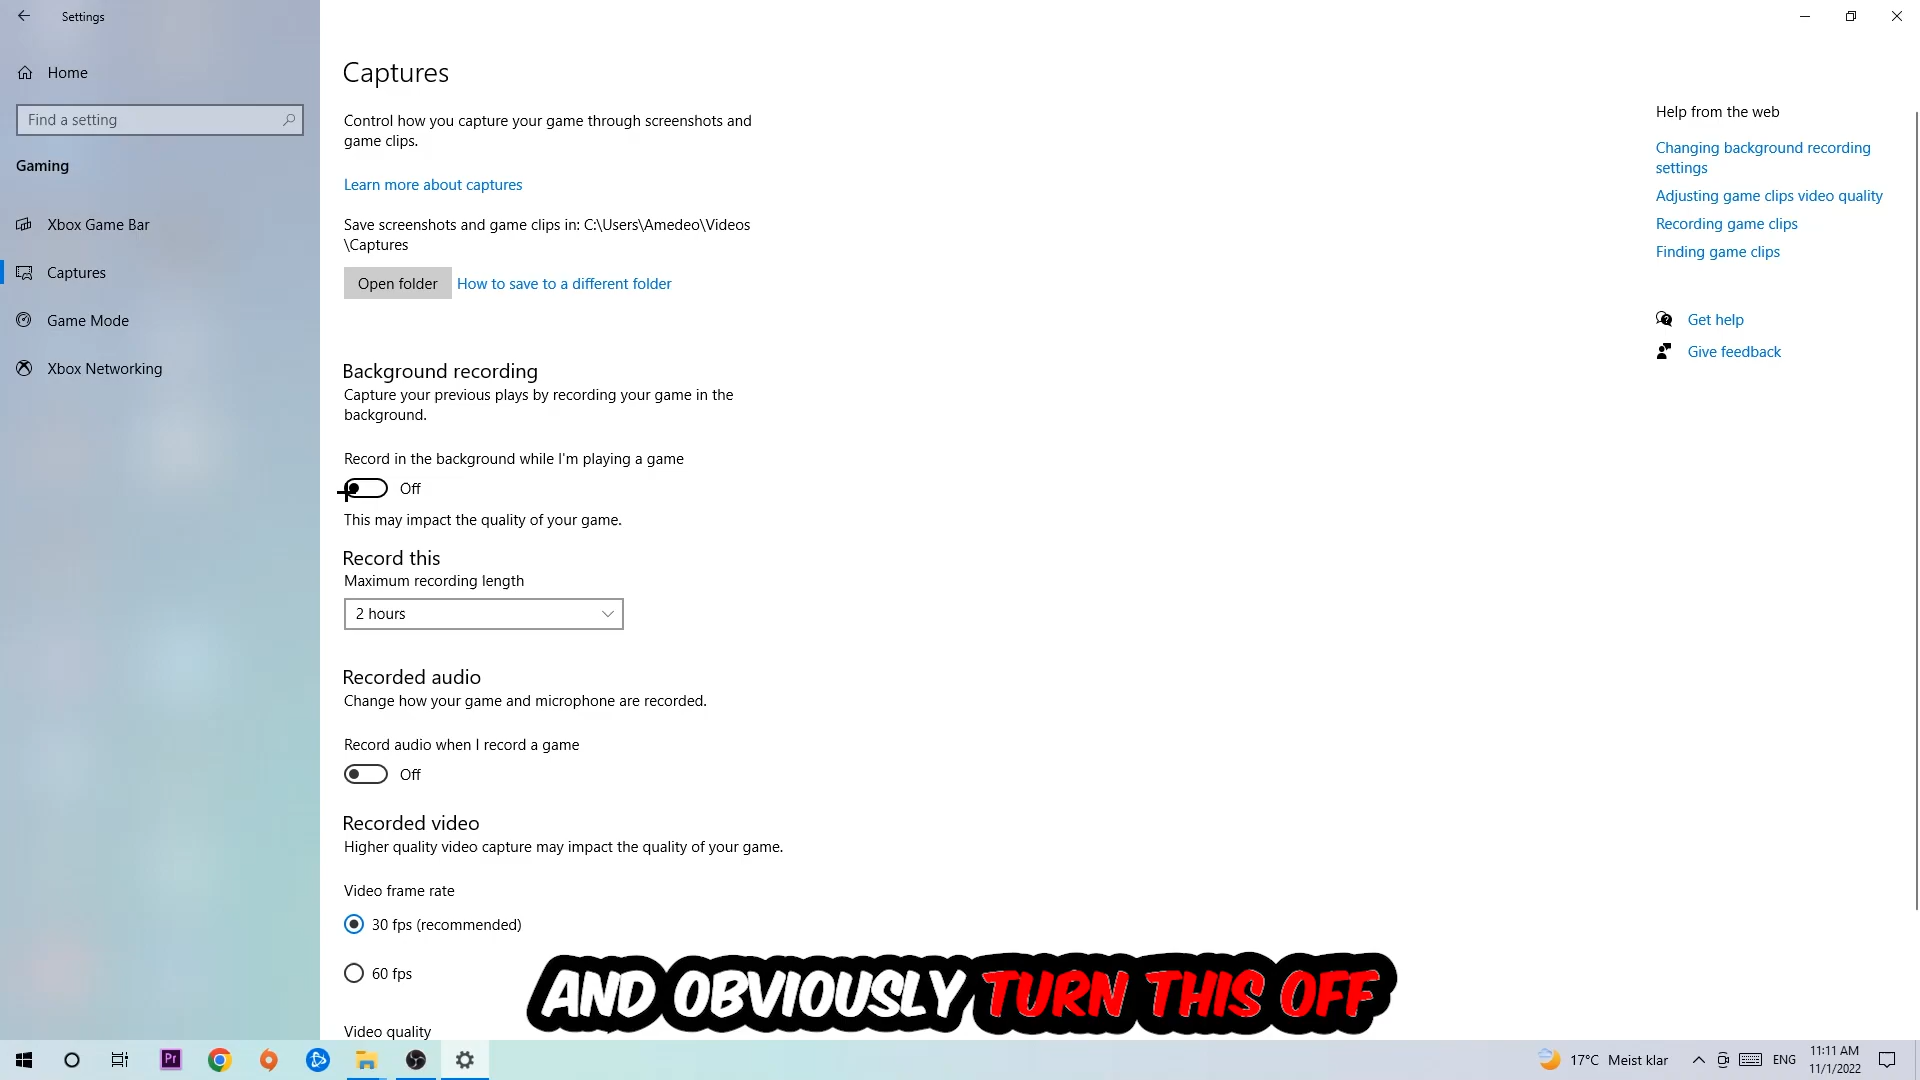 Settings
Home
Find a setting
Gaming
Xbox Game Bar
Captures
Game Mode
Xbox Networking
Captures
Control how you capture your game through screenshots and
game clips.
Learn more about captures
Save screenshots and game clips in: C:\Users\Amedeo\Videos
\Captures
Open folder
How to save to a different folder
Background recording
Capture your previous plays by recording your game in the
background.
Record in the background while I'm playing a game
Off
This may impact the quality of your game.
Record this
Maximum recording length
2 hours
Recorded audio
Change how your game and microphone are recorded.
Record audio when I record a game
Off
Recorded video
Higher quality video capture may impact the quality of your game.
Video frame rate
30 fps (recommended)
60 fps
Video quality
Help from the web
Changing background recording
settings
Adjusting game clips video quality
Recording game clips
Finding game clips
Get help
Give feedback
AND OBVIOUSLY TURN THIS OFF
Pr
17°C Meist klar
ENG
11:11 AM
11/1/2022